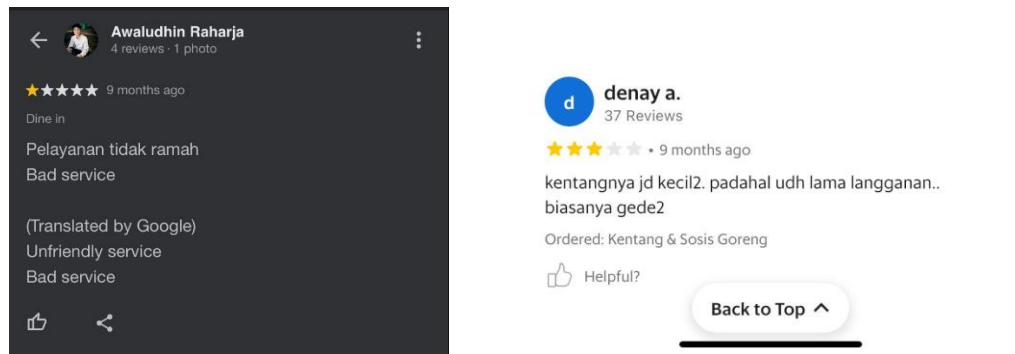 Awaludhin Raharja
4 reviews · 1 photo
9 months ago
Dine in
Pelayanan tidak ramah
Bad service
(Translated by Google)
Unfriendly service
Bad service
d
denay a.
37 Reviews
• 9 months ago
kentangnya jd kecil2. padahal udh lama langganan..
biasanya gede2
Ordered: Kentang & Sosis Goreng
Helpful?
Back to Top